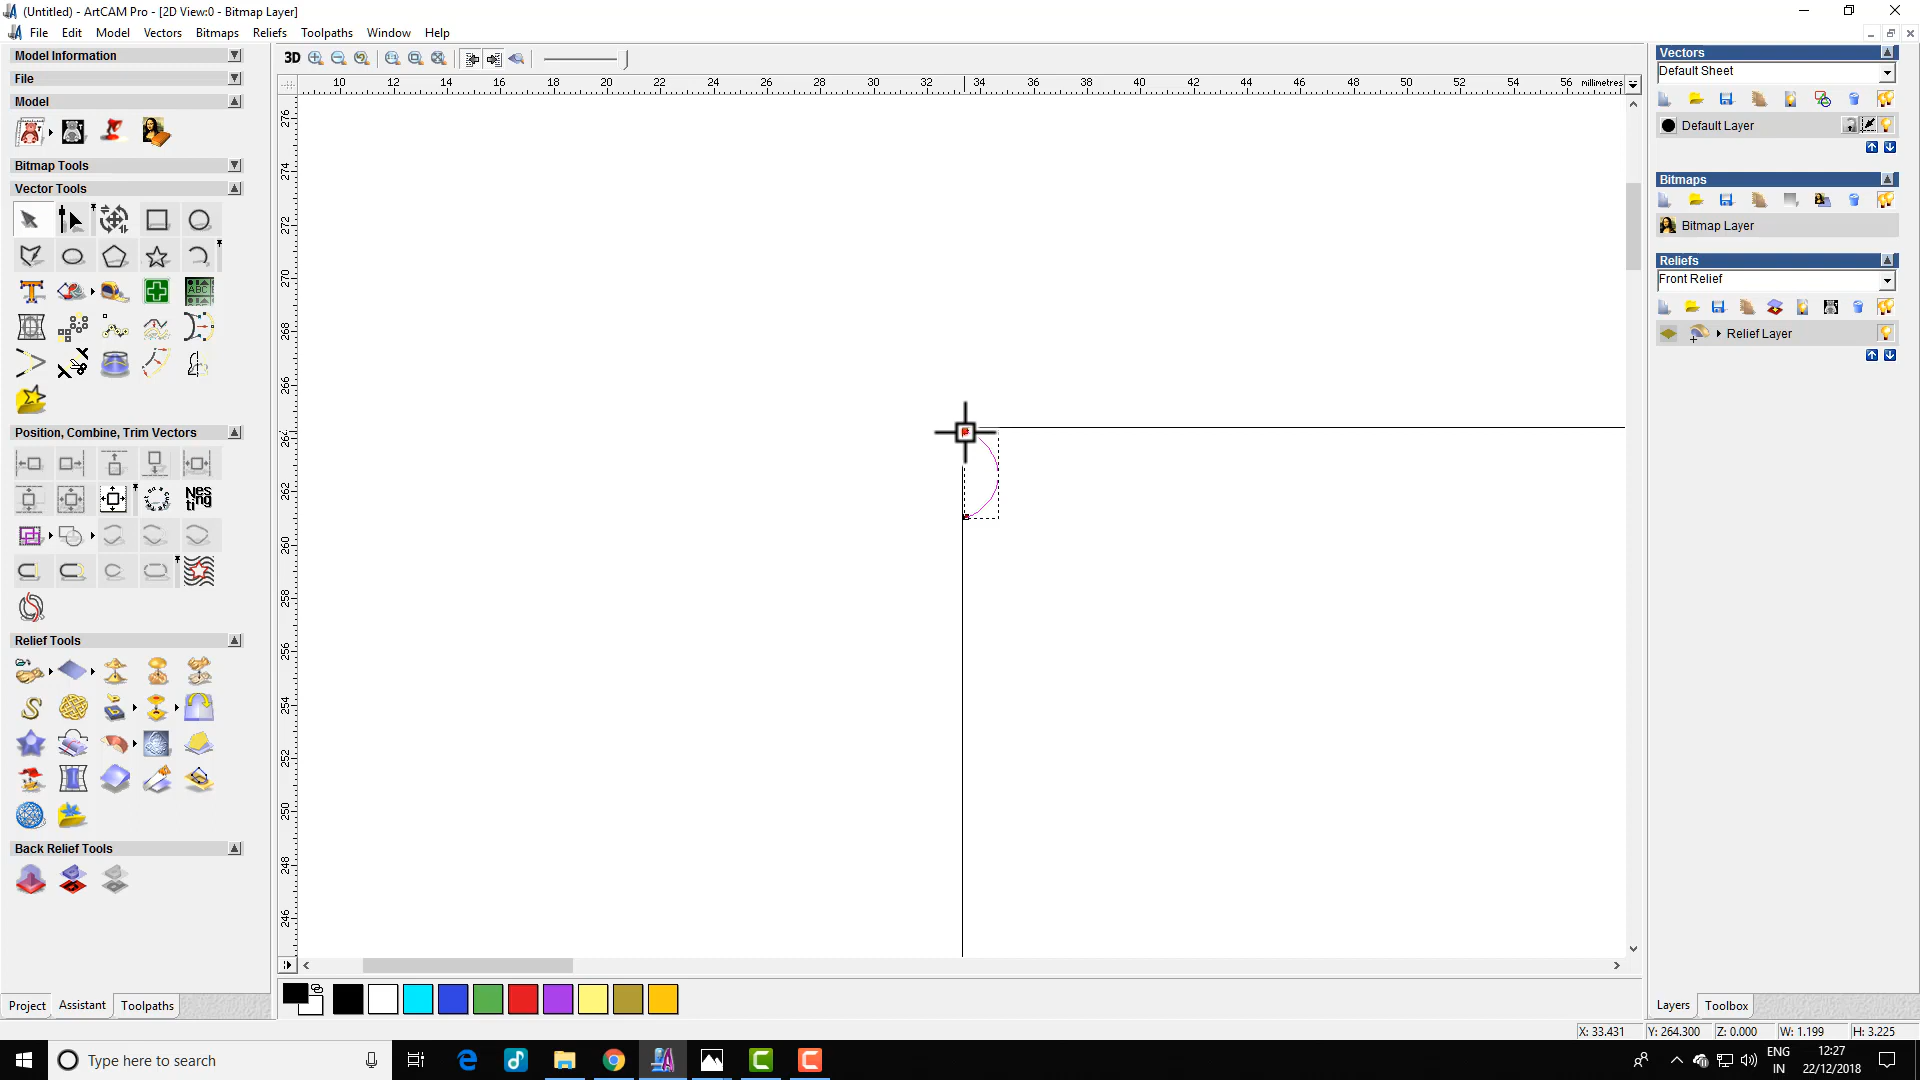 (Untitled) - ArtCAM Pro - [2D View:0 - Bitmap Layer]
File Edit Model Vectors Bitmaps Reliefs Toolpaths Window Help
Model Information
File
Model
Bitmap Tools
Vector Tools
ABC
Position, Combine, Trim Vectors
Nes
ting
Relief Tools
Back Relief Tools
Project Assistant Toolpaths
3D
10 12 14 16 18 20 22 24 26 28 30 32 34 36 38 40 42 44 46 48 50 52 54 56 millimetres
276
274
272
270
268
266
264
262
260
258
256
254
252
250
248
246
Vectors
Default Sheet
Default Layer
Bitmaps
Bitmap Layer
Reliefs
Front Relief
Relief Layer
Layers Toolbox
X: 33.431 Y: 264.300 Z: 0.000 W: 1.199 H: 3.225
Type here to search
ENG
IN
12:27
22/12/2018